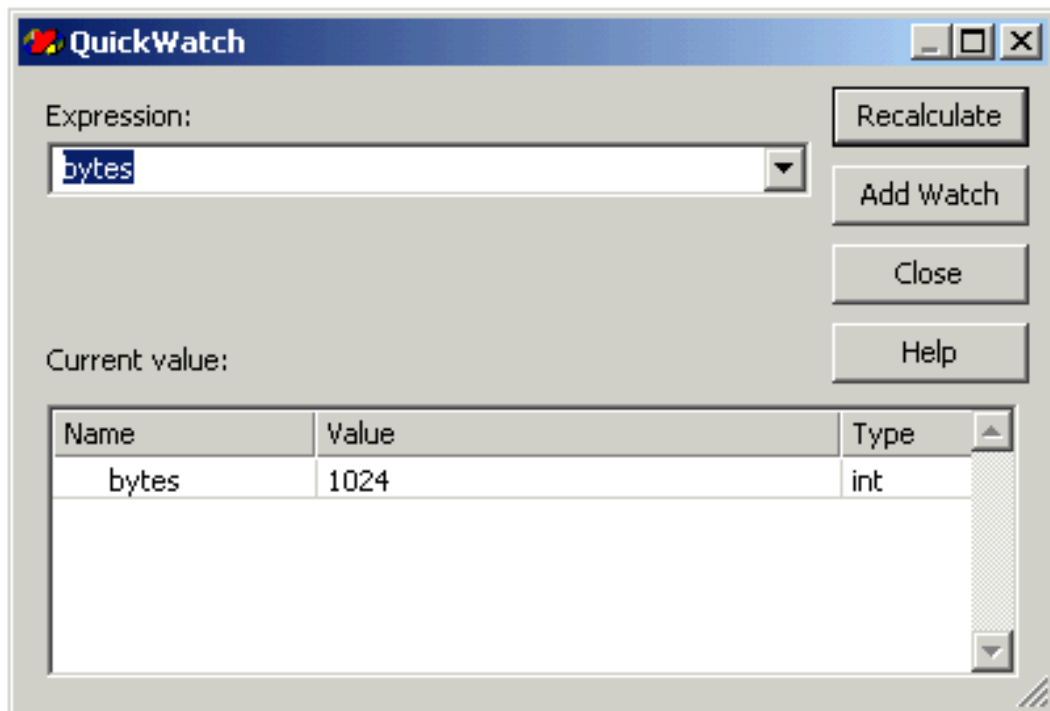 QuickWatch
Expression:
Recalculate
bytes
Add Watch
Close
Help
Current value:
Name Value Type
bytes 1024 int